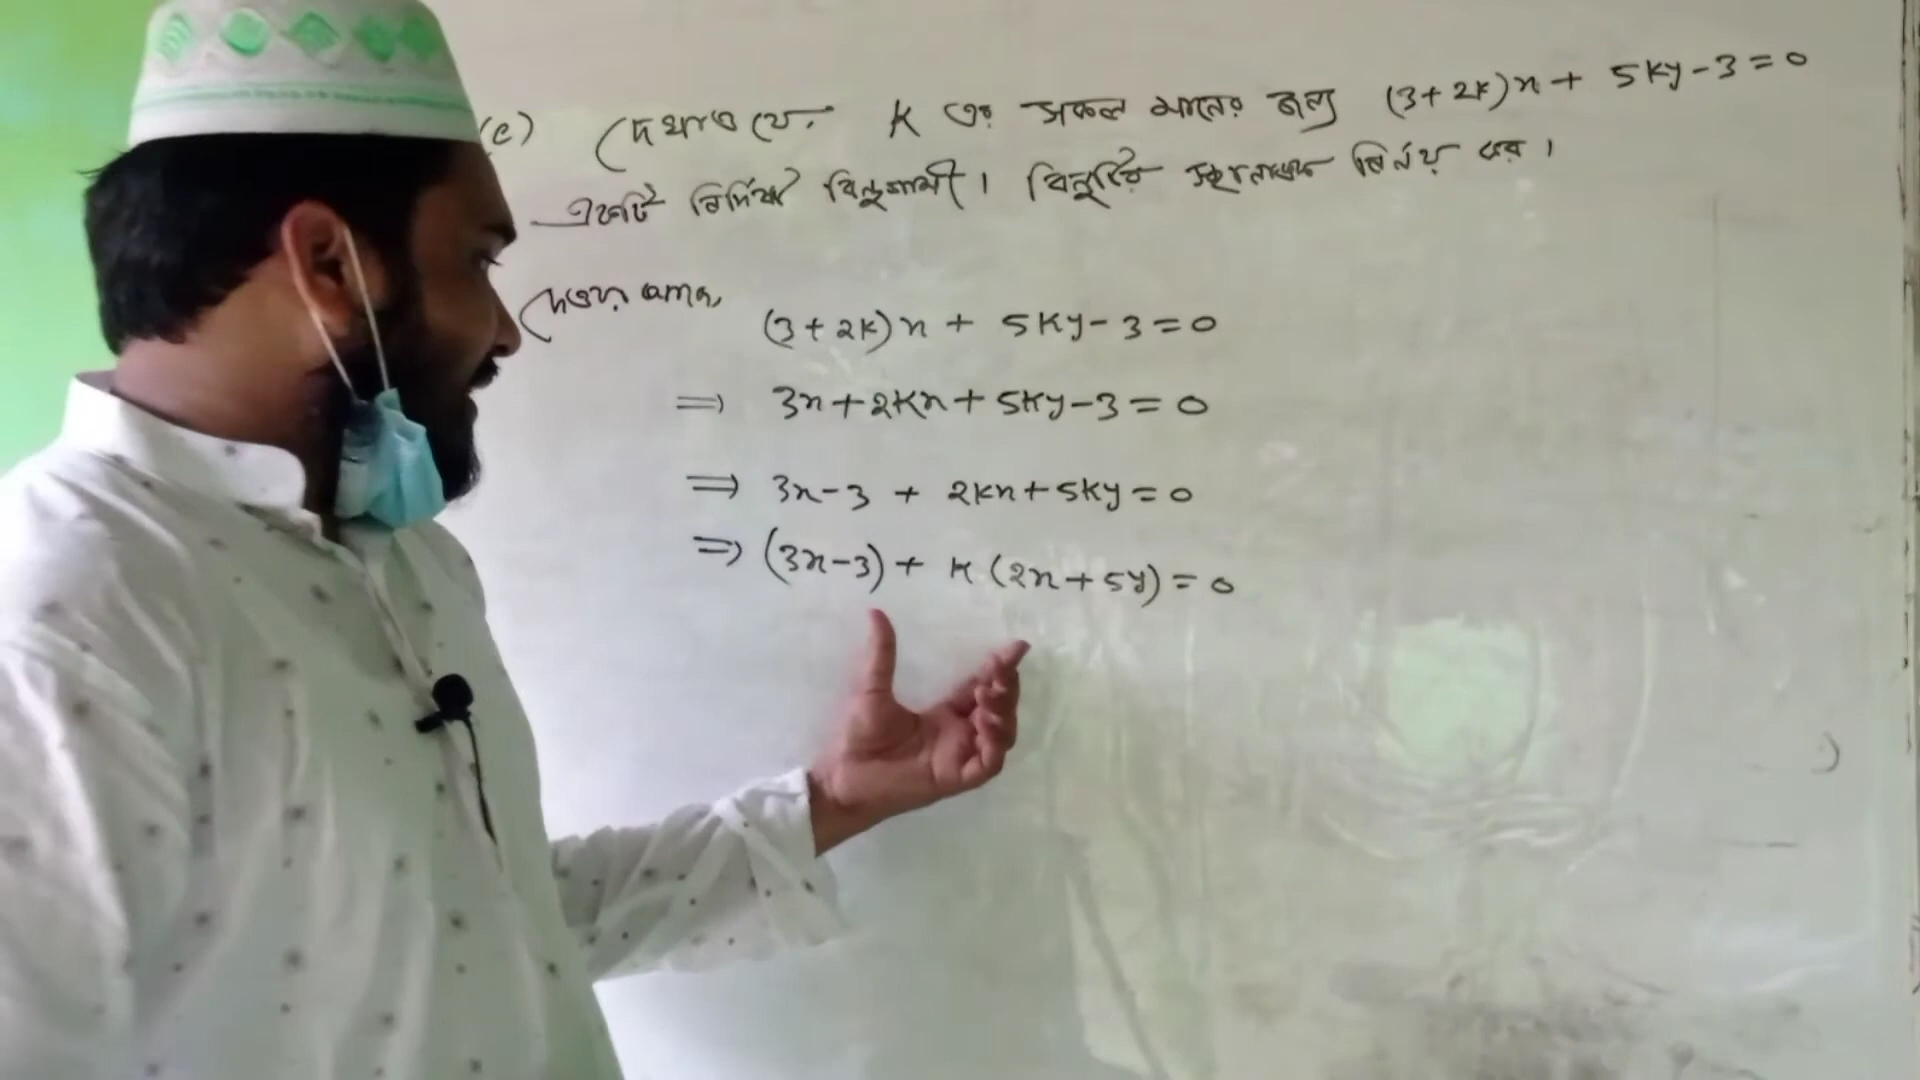 (c) দেখাও যে, K এর সকল মানের জন্য (3+2K)x + 5Ky-3=0
একটি নির্দিষ্ট বিন্দুগামী। বিন্দুটির স্থানাংক নির্ণয় কর।
দেওয়া আছে,
(3+2K)x + 5Ky-3=0
⇒ 3x+2Kx+5Ky-3=0
⇒ 3x-3 + 2Kx+5Ky=0
⇒ (3x-3)+ K(2x+5y)=0